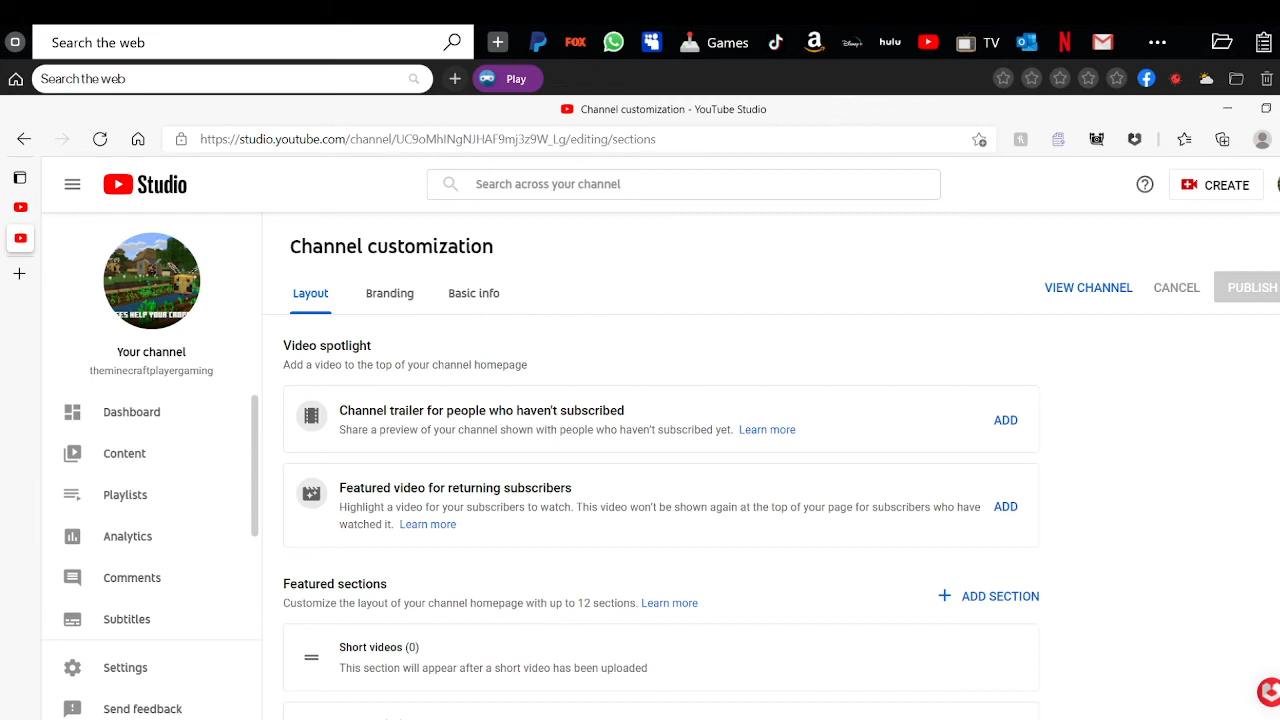 Search the web
FOX
Games
hulu
TV
Search the web
Play
Channel customization - YouTube Studio
https://studio.youtube.com/channel/UC9oMhINgNJHAF9mj3z9W_Lg/editing/sections
Studio
Search across your channel
CREATE
EES HELP YOUR CROP
Your channel
theminecraftplayergaming
Dashboard
Content
Playlists
Analytics
Comments
Subtitles
Settings
Send feedback
Channel customization
Layout
Branding
Basic info
VIEW CHANNEL
CANCEL
PUBLISH
Video spotlight
Add a video to the top of your channel homepage
Channel trailer for people who haven't subscribed
Share a preview of your channel shown with people who haven't subscribed yet. Learn more
ADD
Featured video for returning subscribers
Highlight a video for your subscribers to watch. This video won't be shown again at the top of your page for subscribers who have
watched it. Learn more
ADD
Featured sections
Customize the layout of your channel homepage with up to 12 sections. Learn more
ADD SECTION
Short videos (0)
This section will appear after a short video has been uploaded